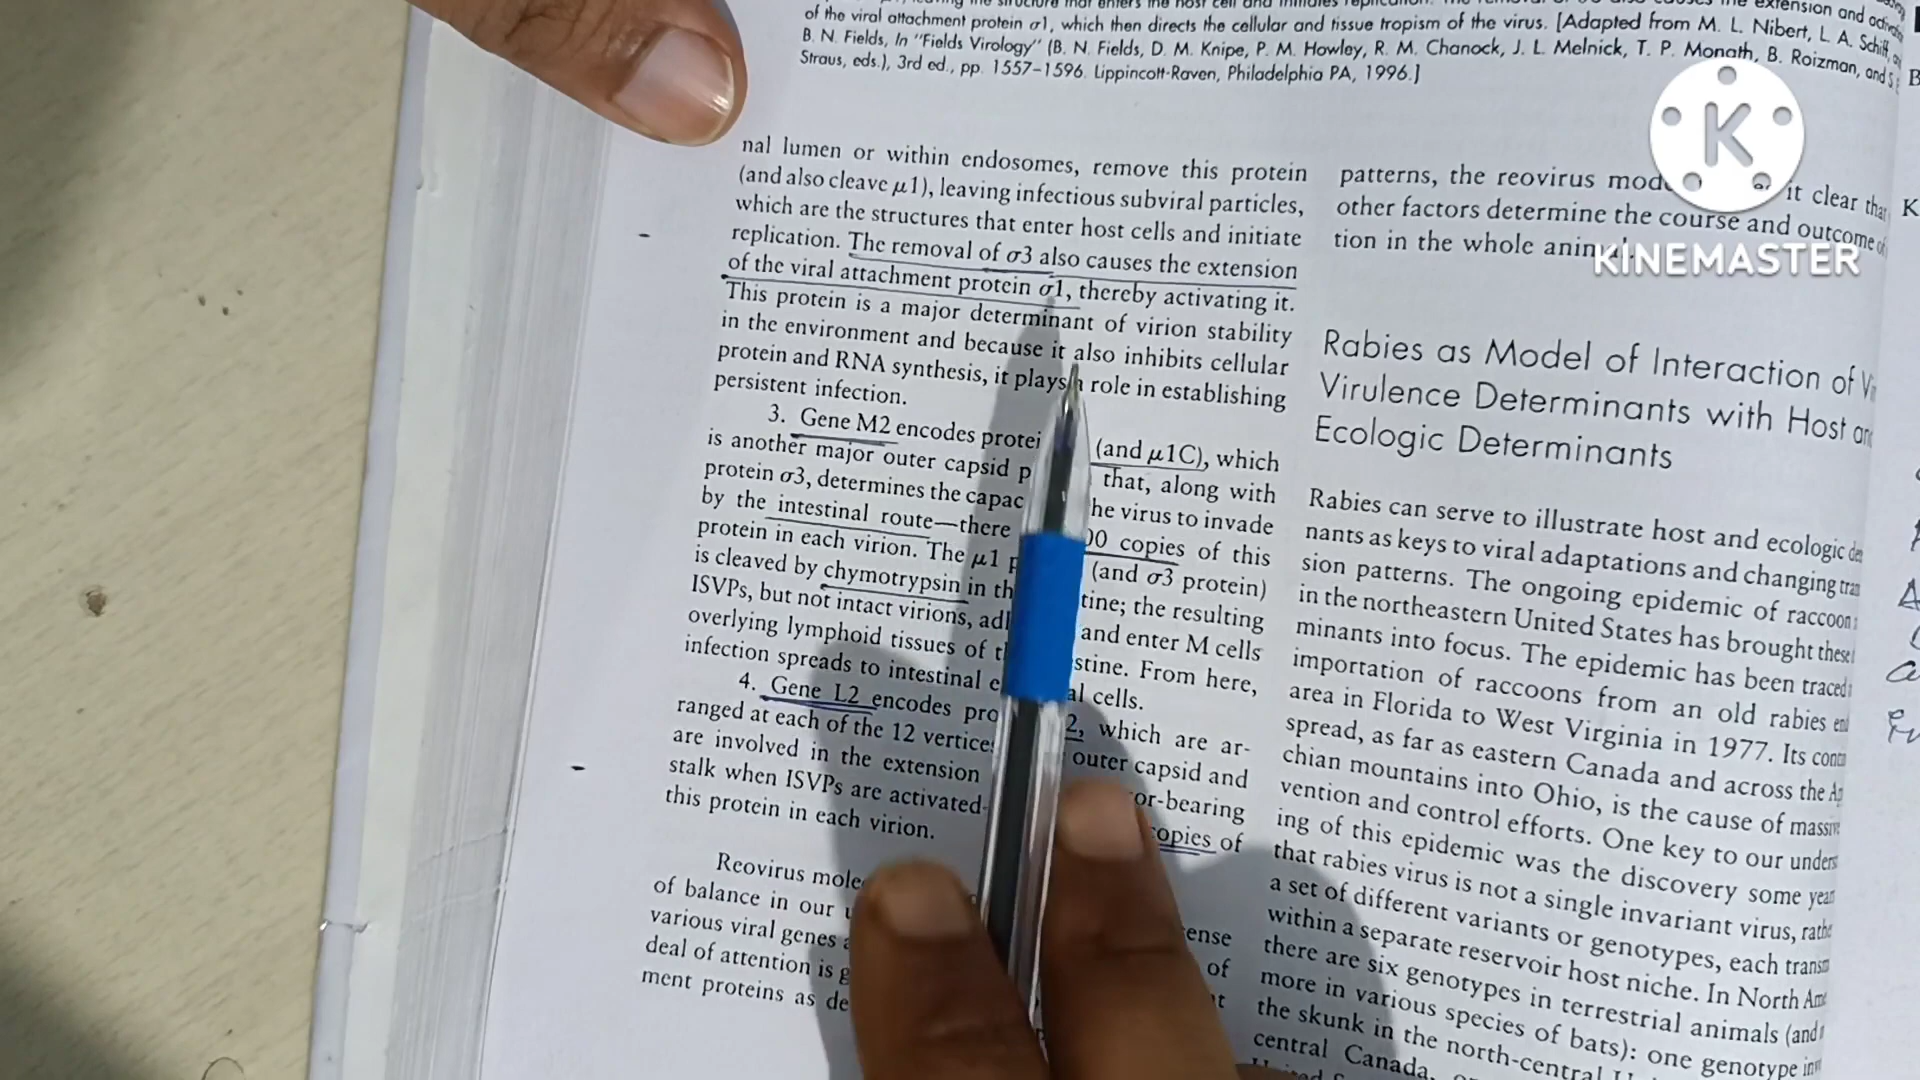 of the viral attachment protein σ1, which then directs the cellular and tissue tropism of the virus. [Adapted from M. L. Nibert, L. A. Schiff, and
B. N. Fields, In "Fields Virology" (B. N. Fields, D. M. Knipe, P. M. Howley, R. M. Chanock, J. L. Melnick, T. P. Monath, B. Roizman, and S. E.
Straus, eds.), 3rd ed., pp. 1557–1596. Lippincott-Raven, Philadelphia PA, 1996.]
nal lumen or within endosomes, remove this protein
(and also cleave μ1), leaving infectious subviral particles,
which are the structures that enter host cells and initiate
replication. The removal of σ3 also causes the extension
of the viral attachment protein σ1, thereby activating it.
This protein is a major determinant of virion stability
in the environment and because it also inhibits cellular
protein and RNA synthesis, it plays a role in establishing
persistent infection.
3. Gene M2 encodes protei (and μ1C), which
is another major outer capsid p that, along with
protein σ3, determines the capac he virus to invade
by the intestinal route—there 00 copies of this
protein in each virion. The μ1 p (and σ3 protein)
is cleaved by chymotrypsin in th tine; the resulting
ISVPs, but not intact virions, ad and enter M cells
overlying lymphoid tissues of t stine. From here,
infection spreads to intestinal e al cells.
4. Gene L2 encodes pro 2, which are ar-
ranged at each of the 12 vertices outer capsid and
are involved in the extension or-bearing
stalk when ISVPs are activated- copies of
this protein in each virion.
Reovirus mole ense
of balance in our u of
various viral genes a t
deal of attention is g
ment proteins as de
patterns, the reovirus mod it clear that
other factors determine the course and outcome of
tion in the whole anim
Rabies as Model of Interaction of
Virulence Determinants with Host an
Ecologic Determinants
Rabies can serve to illustrate host and ecologic de
nants as keys to viral adaptations and changing tran
sion patterns. The ongoing epidemic of raccoon
in the northeastern United States has brought these
minants into focus. The epidemic has been traced
importation of raccoons from an old rabies en
area in Florida to West Virginia in 1977. Its con
spread, as far as eastern Canada and across the Ap
chian mountains into Ohio, is the cause of massiv
vention and control efforts. One key to our unders
ing of this epidemic was the discovery some year
that rabies virus is not a single invariant virus, rathe
a set of different variants or genotypes, each transm
within a separate reservoir host niche. In North Am
there are six genotypes in terrestrial animals (and
more in various species of bats): one genotype in
the skunk in the north-central
central Canada,
K
KINEMASTER